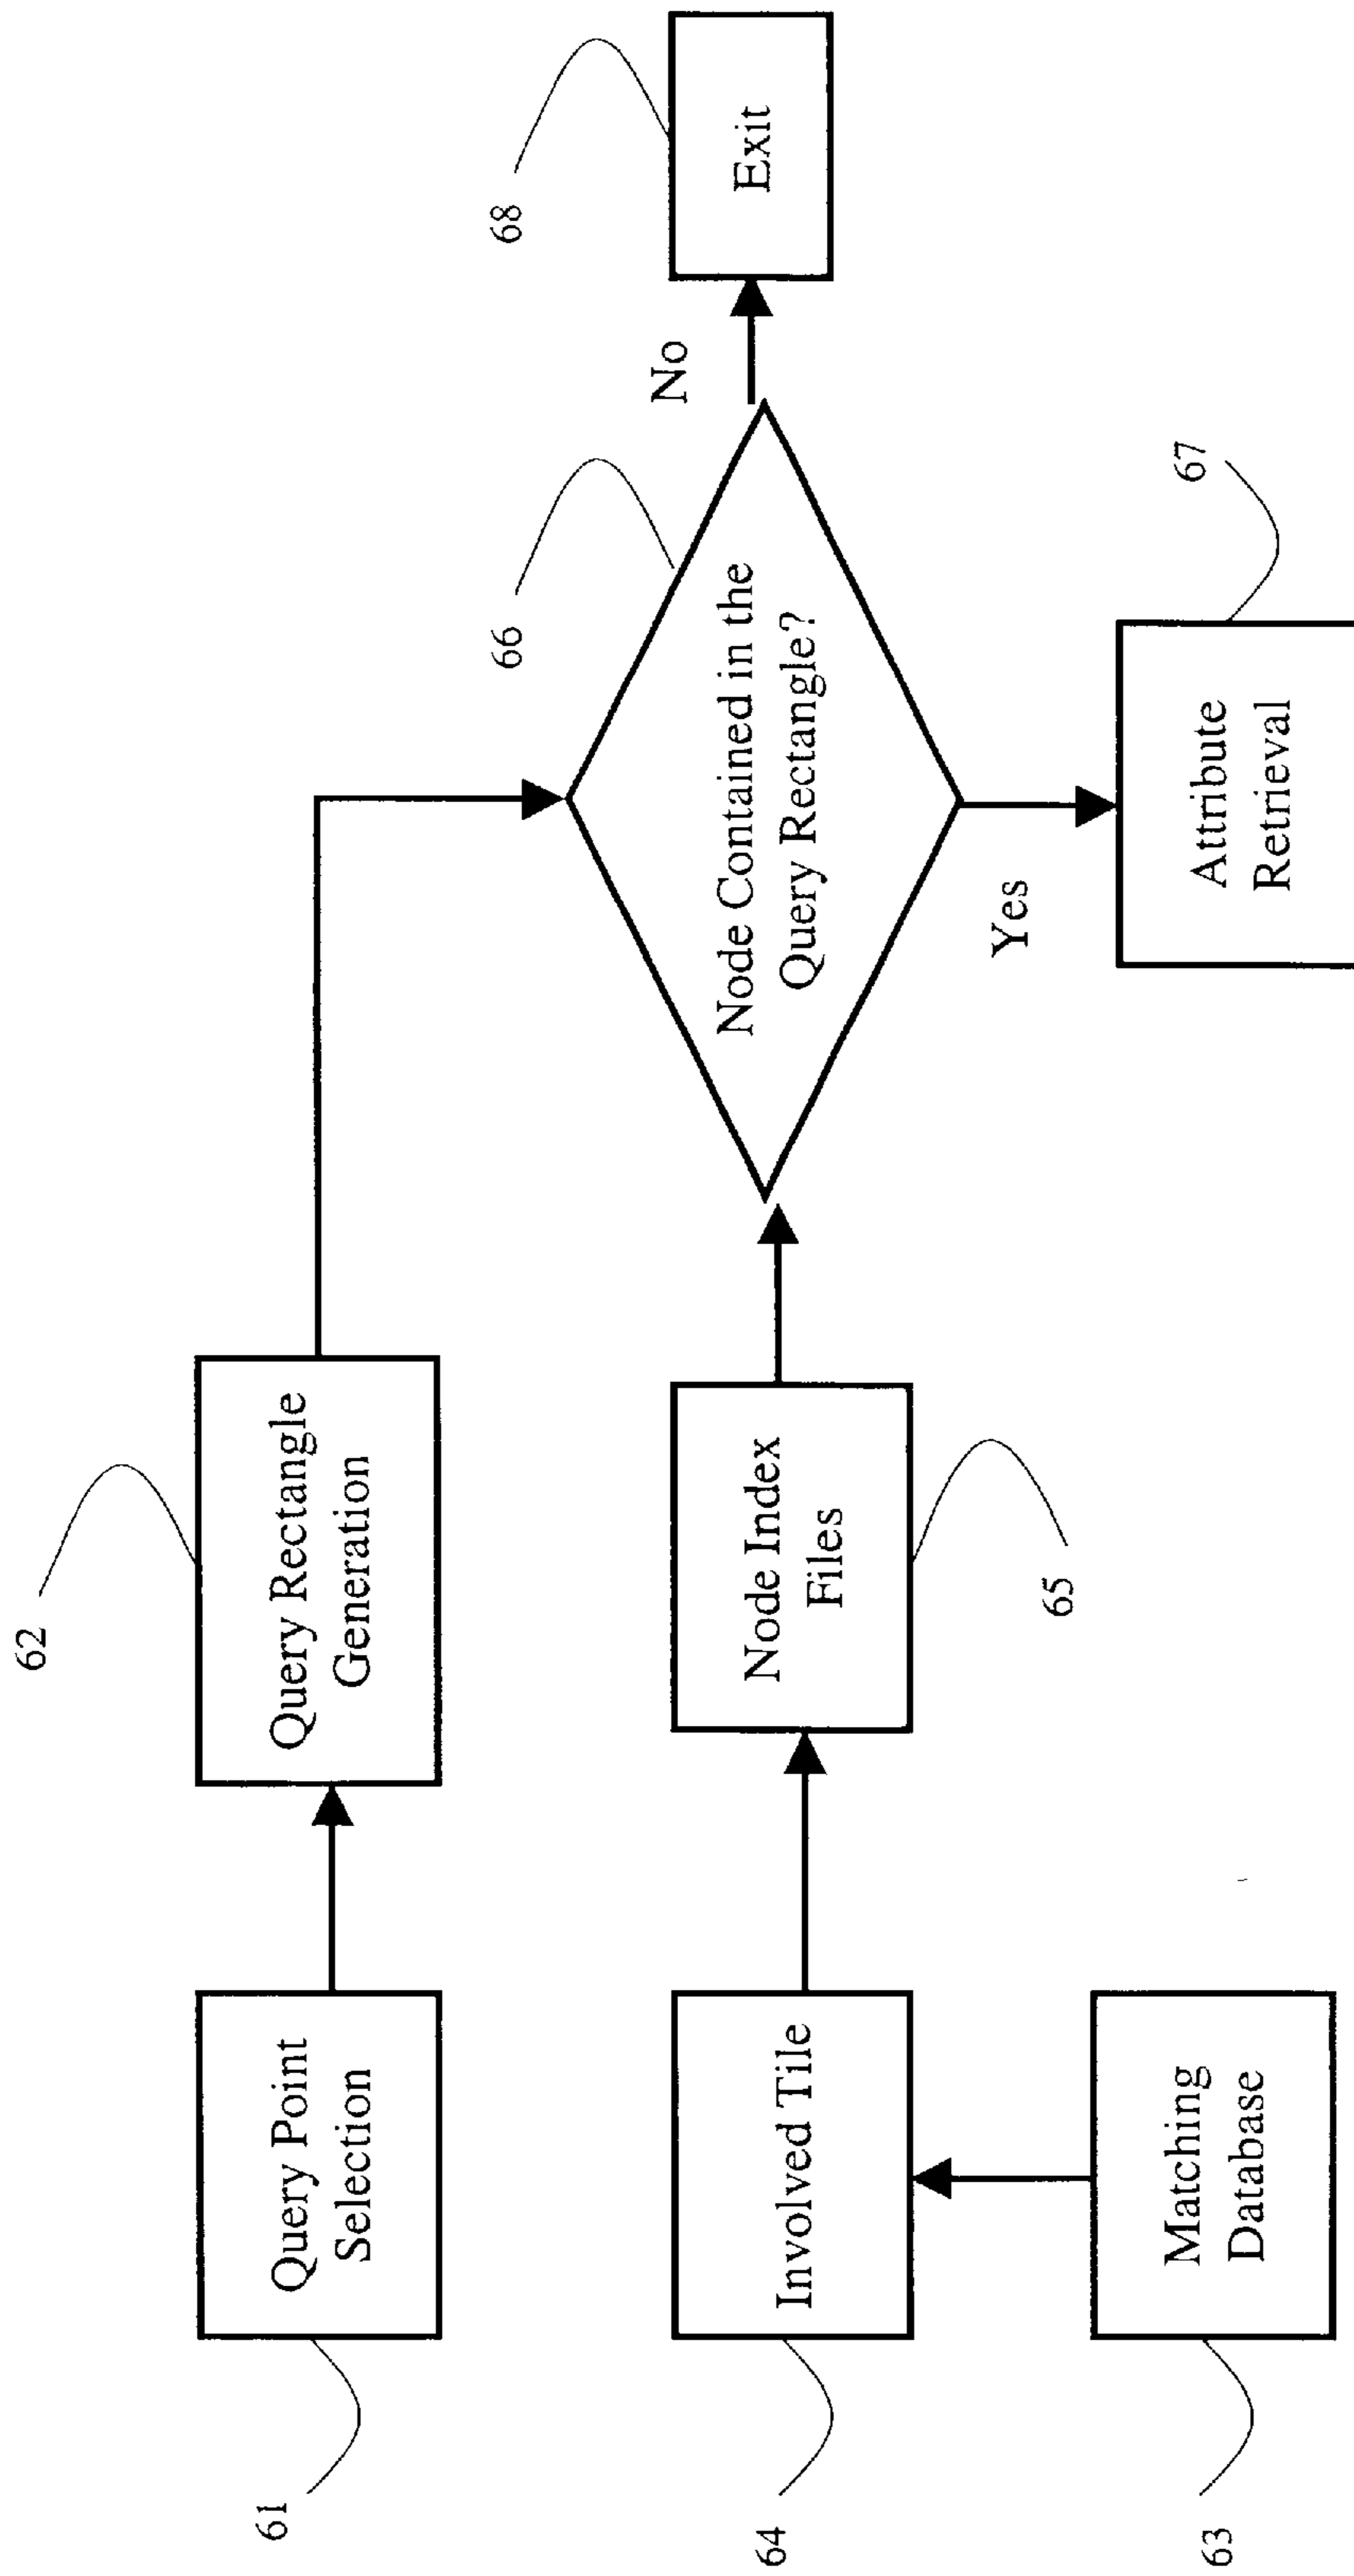 62
61
Query Point
Selection
Query Rectangle
Generation
66
68
64
Involved Tile
Node Index
Files
65
Node Contained in the
Query Rectangle?
No
Exit
63
Matching
Database
Yes
67
Attribute
Retrieval